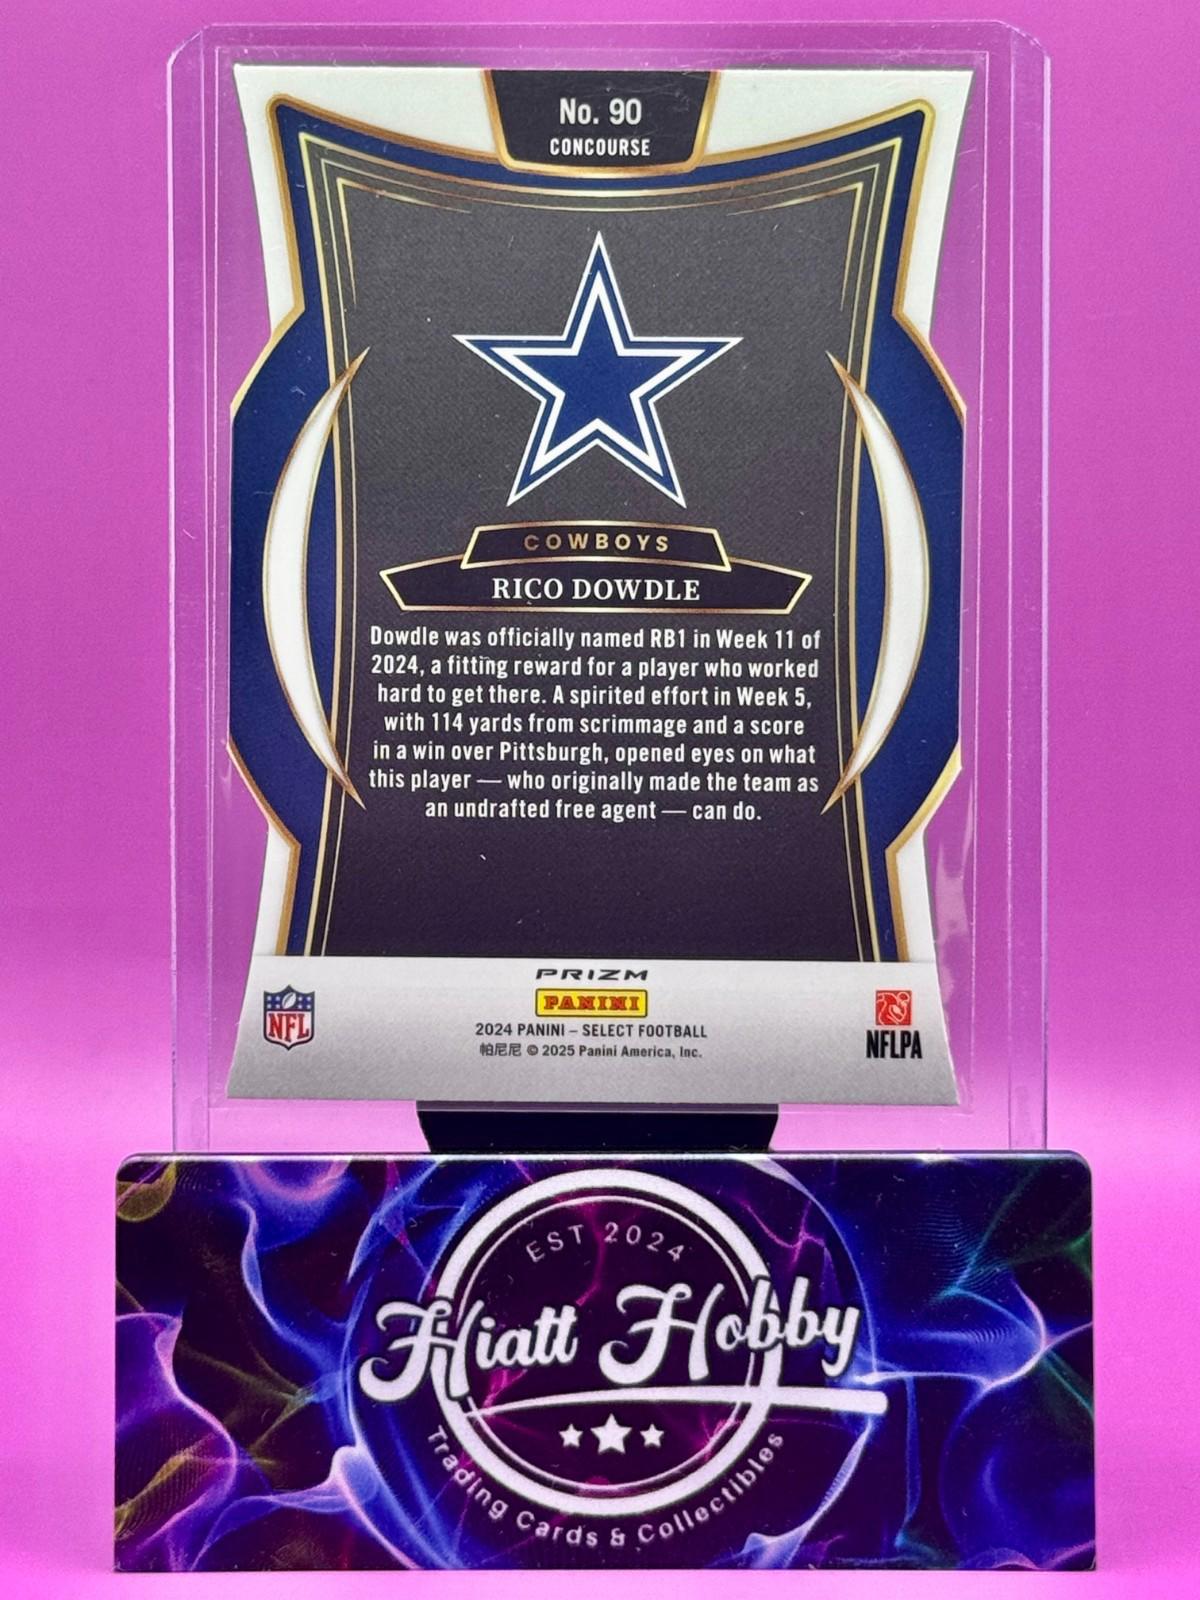 No. 90
CONCOURSE
COWBOYS
RICO DOWDLE
Dowdle was officially named RB1 in Week 11 of
2024, a fitting reward for a player who worked
hard to get there. A spirited effort in Week 5,
with 114 yards from scrimmage and a score
in a win over Pittsburgh, opened eyes on what
this player — who originally made the team as
an undrafted free agent — can do.
PRIZM
PANINI
NFL
2024 PANINI – SELECT FOOTBALL
帕尼尼 © 2025 Panini America, Inc.
NFLPA
EST 2024
Hiatt Hobby
Trading Cards & Collectibles